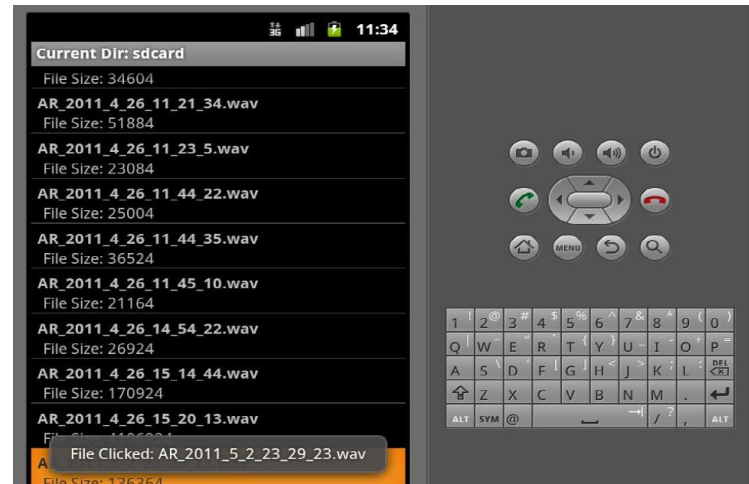 3G 11:34
Current Dir: sdcard
File Size: 34604
AR_2011_4_26_11_21_34.wav
File Size: 51884
AR_2011_4_26_11_23_5.wav
File Size: 23084
AR_2011_4_26_11_44_22.wav
File Size: 25004
AR_2011_4_26_11_44_35.wav
File Size: 36524
AR_2011_4_26_11_45_10.wav
File Size: 21164
AR_2011_4_26_14_54_22.wav
File Size: 26924
AR_2011_4_26_15_14_44.wav
File Size: 170924
AR_2011_4_26_15_20_13.wav
File Clicked: AR_2011_5_2_23_29_23.wav
File Size: 136364
MENU
1 ! 2 @ 3 # 4 $ 5 % 6 ^ 7 & 8 * 9 ( 0 )
Q | W ~ E " R ` T { Y } U _ I - O + P =
A S \ D ' F [ G ] H < J > K ; L : DEL
Z X C V B N M .
ALT SYM @ / ? , ALT